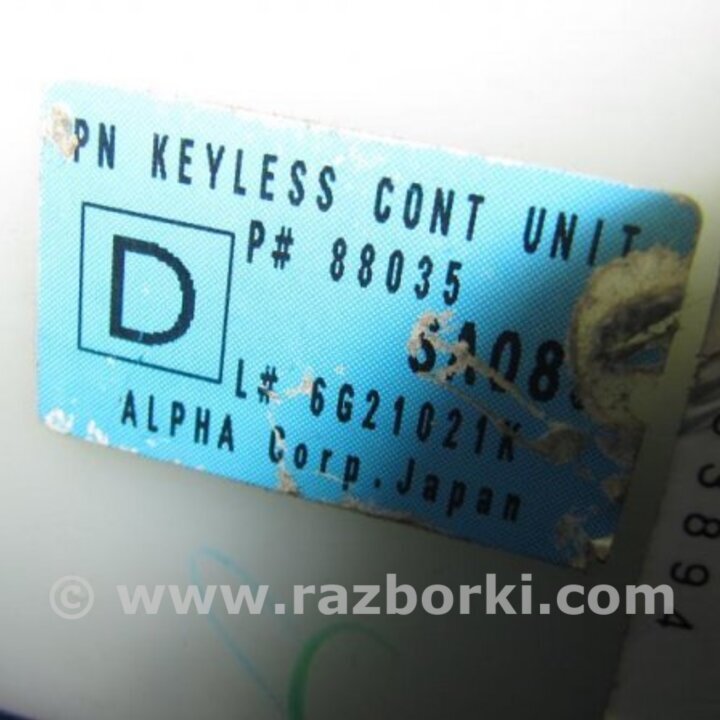 PN KEYLESS CONT UNIT
P# 88035
D
L# 6G21021K
ALPHA Corp.Japan
© www.razborki.com